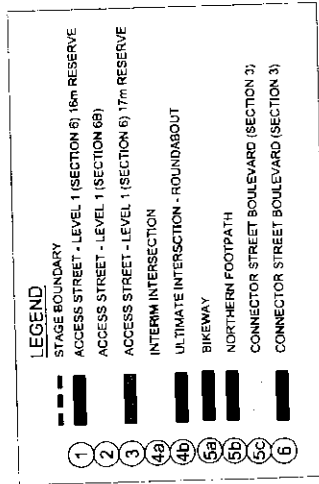 LEGEND
STAGE BOUNDARY
1 ACCESS STREET - LEVEL 1 (SECTION 6) 16m RESERVE
2 ACCESS STREET - LEVEL 1 (SECTION 6B)
3 ACCESS STREET - LEVEL 1 (SECTION 6) 17m RESERVE
4a INTERIM INTERSECTION
4b ULTIMATE INTERSCTION - ROUNDABOUT
5a BIKEWAY
5b NORTHERN FOOTPATH
5c CONNECTOR STREET BOULEVARD (SECTION 3)
6 CONNECTOR STREET BOULEVARD (SECTION 3)